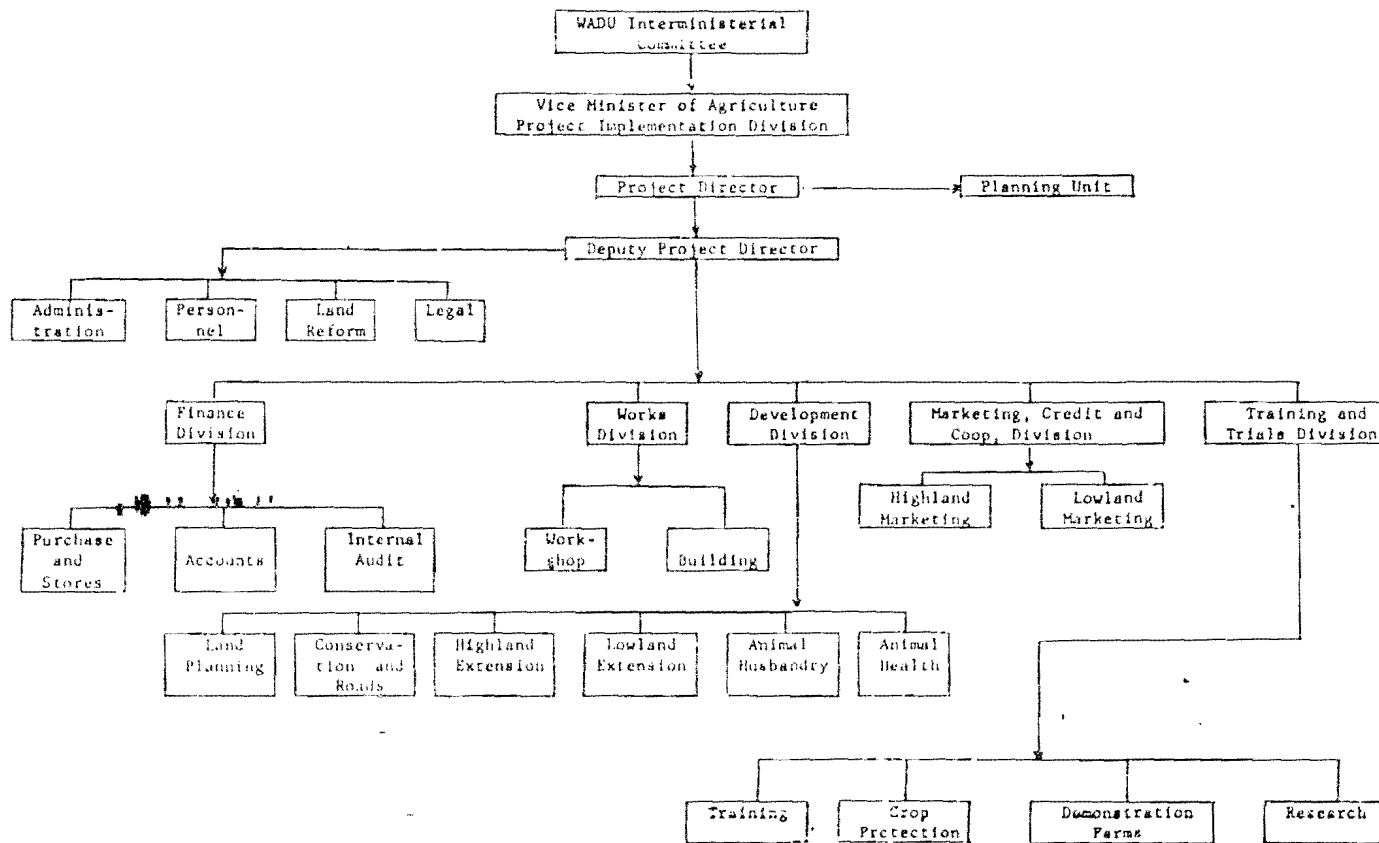 WADU Interministerial
Committee
Vice Minister of Agriculture
Project Implementation Division
Project Director
Planning Unit
Deputy Project Director
Adminis-
tration
Person-
nel
Land
Reform
Legal
Finance
Division
Works
Division
Development
Division
Marketing, Credit and
Coop, Division
Training and
Trials Division
Highland
Marketing
Lowland
Marketing
Purchase
and
Stores
Accounts
Internal
Audit
Work-
shop
Building
Land
Planning
Conserva-
tion and
Roads
Highland
Extension
Lowland
Extension
Animal
Husbandry
Animal
Health
Training
Crop
Protection
Demonstration
Farms
Research